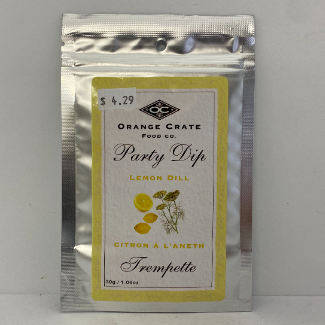 $ 4.29
OC
ORANGE CRATE
FOOD CO.
Party Dip
LEMON DILL
CITRON À L'ANETH
Trempette
30g / 1.06oz